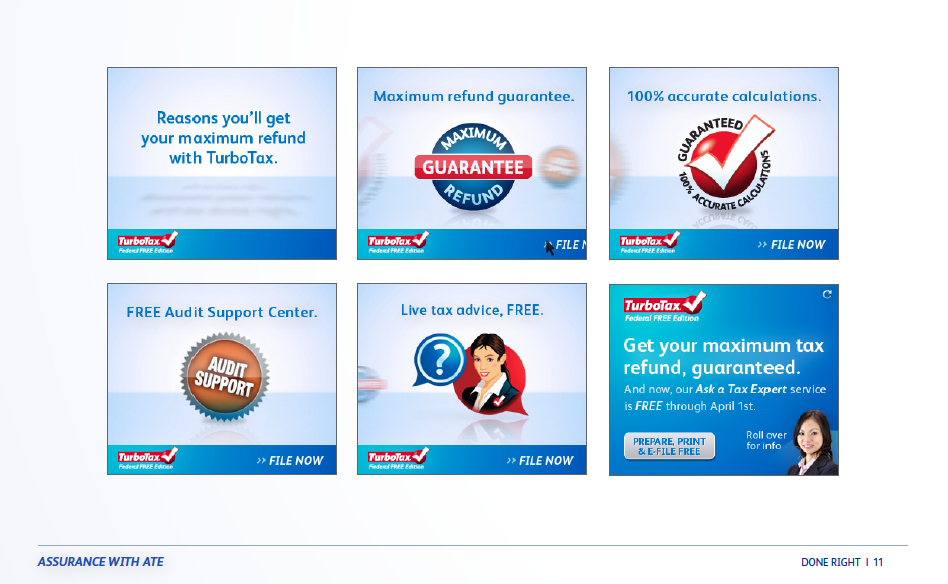 Reasons you'll get
your maximum refund
with TurboTax.
TurboTax
Federal FREE Edition
Maximum refund guarantee.
MAXIMUM
GUARANTEE
REFUND
TurboTax
Federal FREE Edition
>> FILE N
100% accurate calculations.
GUARANTEED
100% ACCURATE CALCULATIONS
TurboTax
Federal FREE Edition
>> FILE NOW
FREE Audit Support Center.
AUDIT
SUPPORT
TurboTax
Federal FREE Edition
>> FILE NOW
Live tax advice, FREE.
?
TurboTax
Federal FREE Edition
>> FILE NOW
TurboTax
Federal FREE Edition
Get your maximum tax
refund, guaranteed.
And now, our Ask a Tax Expert service
is FREE through April 1st.
PREPARE, PRINT
& E-FILE FREE
Roll over
for info
ASSURANCE WITH ATE
DONE RIGHT | 11